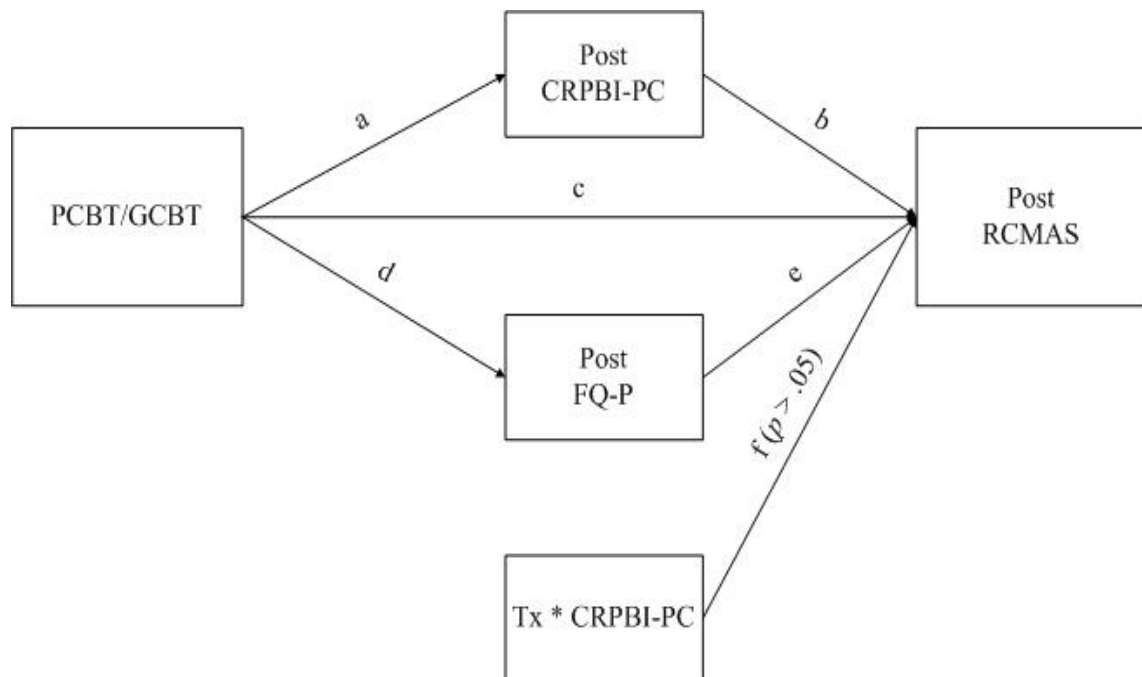 Post
CRPBI-PC
a
b
PCBT/GCBT
c
Post
RCMAS
d
e
Post
FQ-P
f (p > .05)
Tx * CRPBI-PC